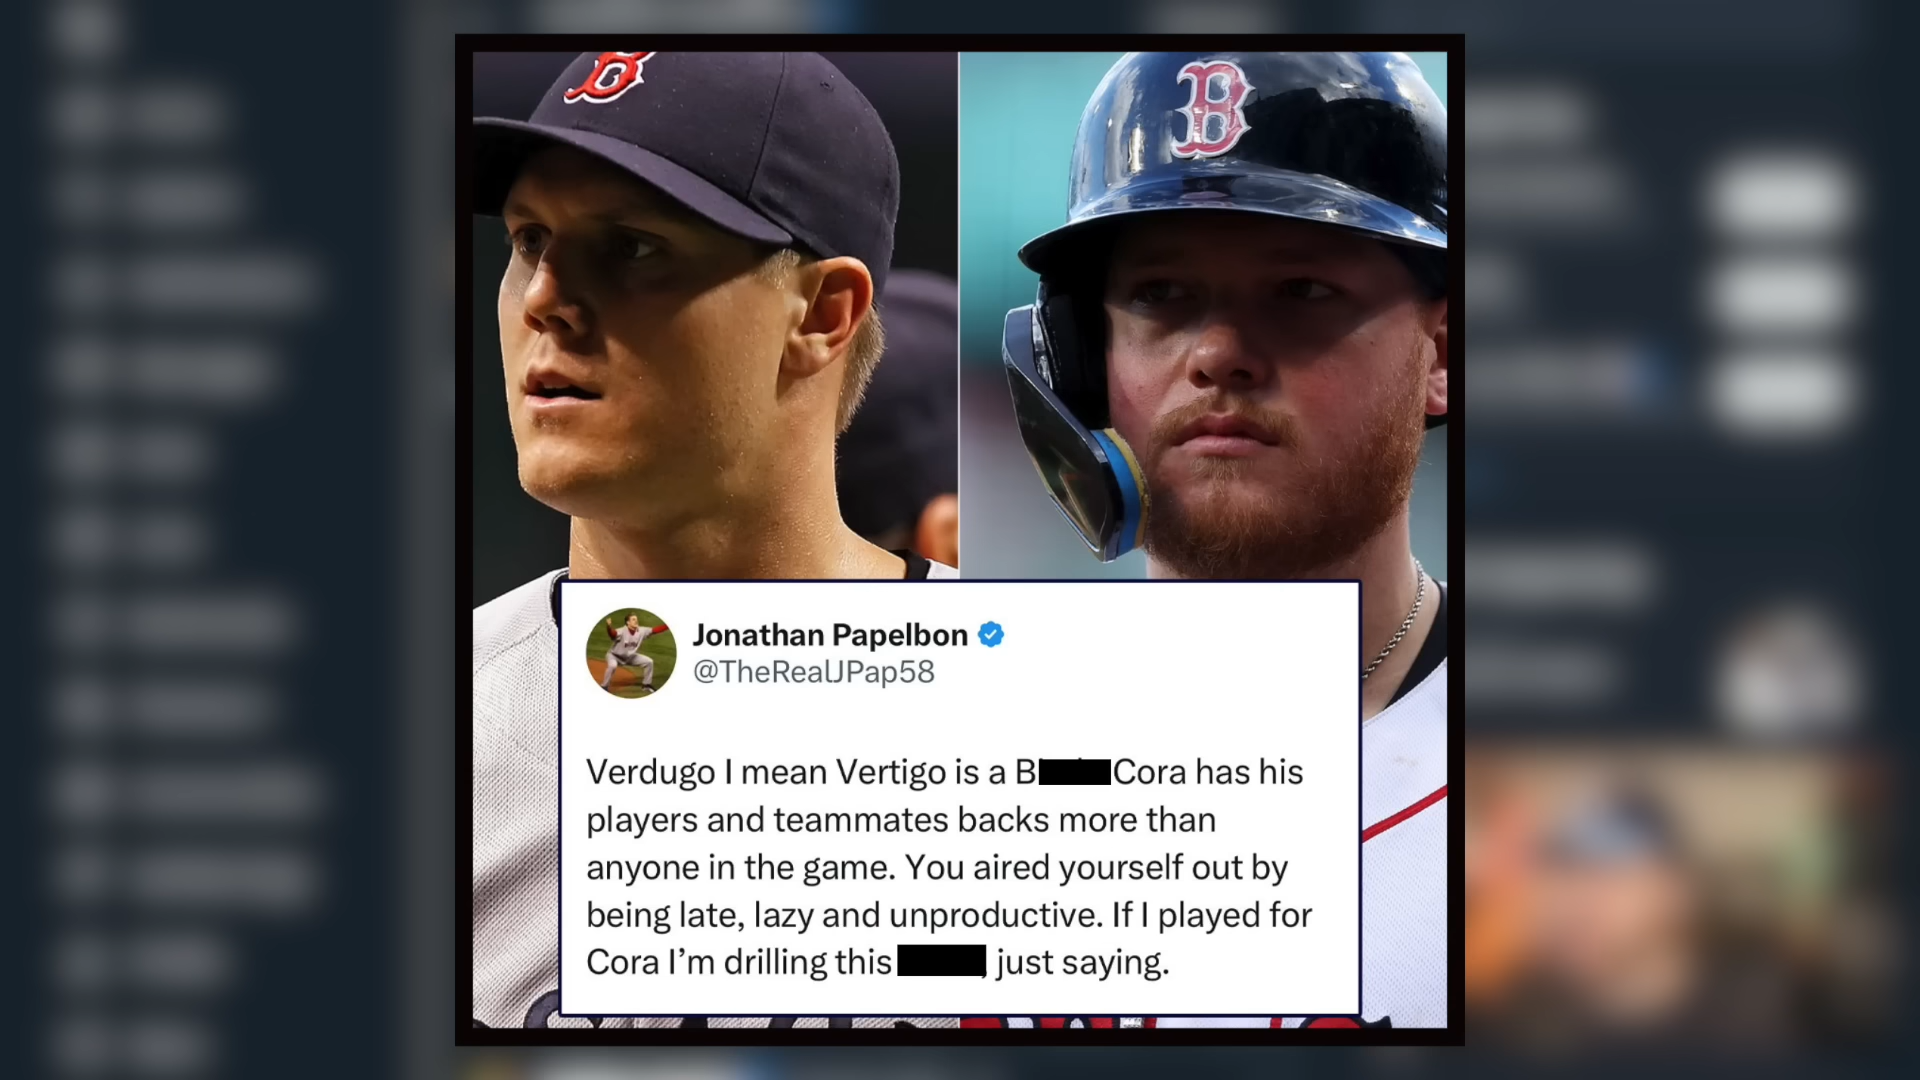 B
B
Jonathan Papelbon
@TheRealJPap58
Verdugo I mean Vertigo is a B Cora has his
players and teammates backs more than
anyone in the game. You aired yourself out by
being late, lazy and unproductive. If I played for
Cora I’m drilling this , just saying.